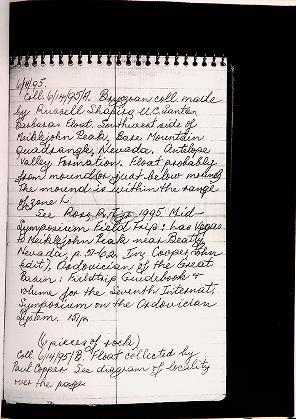 6/14/95.
Coll. 6/14/95A. Bryozoan coll. made
by Russell Shapiro, U.C. Santa
Barbara. Float. Southwest side of
Meiklejohn Peak, Bare Mountain
Quadrangle, Nevada. Antelope
Valley Formation. Float probably
from mound or just below mound.
The mound is within the range
of zone L.
See Ross, R.J., Jr. 1995 Mid-
Symposium Field Trip: Las Vegas
to Meiklejohn Peak near Beatty
Nevada, p. 57-62. In: Cooper, John
(edit.), Ordovician of the Great
Basin: Fieldtrip Guidebook &
volume for the Seventh Internat.
Symposium on the Ordovician
System. 151p.
(6 pieces of rock)
Coll. 6/14/95B. Float collected by
Paul Copper. See diagram of locality
over the page